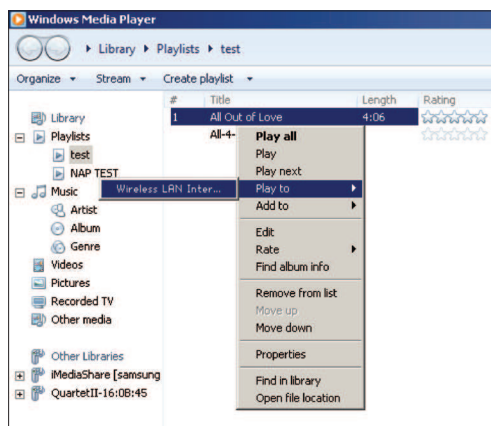 Windows Media Player
Library Playlists test
Organize Stream Create playlist
# Title Length Rating
Library
Playlists
test
NAP TEST
Music
Artist
Album
Genre
Videos
Pictures
Recorded TV
Other media
Other Libraries
iMediaShare [samsung
QuartetII-16:0B:45
1 All Out of Love 4:06
All-4-
Play all
Play
Play next
Play to
Wireless LAN Inter...
Add to
Edit
Rate
Find album info
Remove from list
Move up
Move down
Properties
Find in library
Open file location